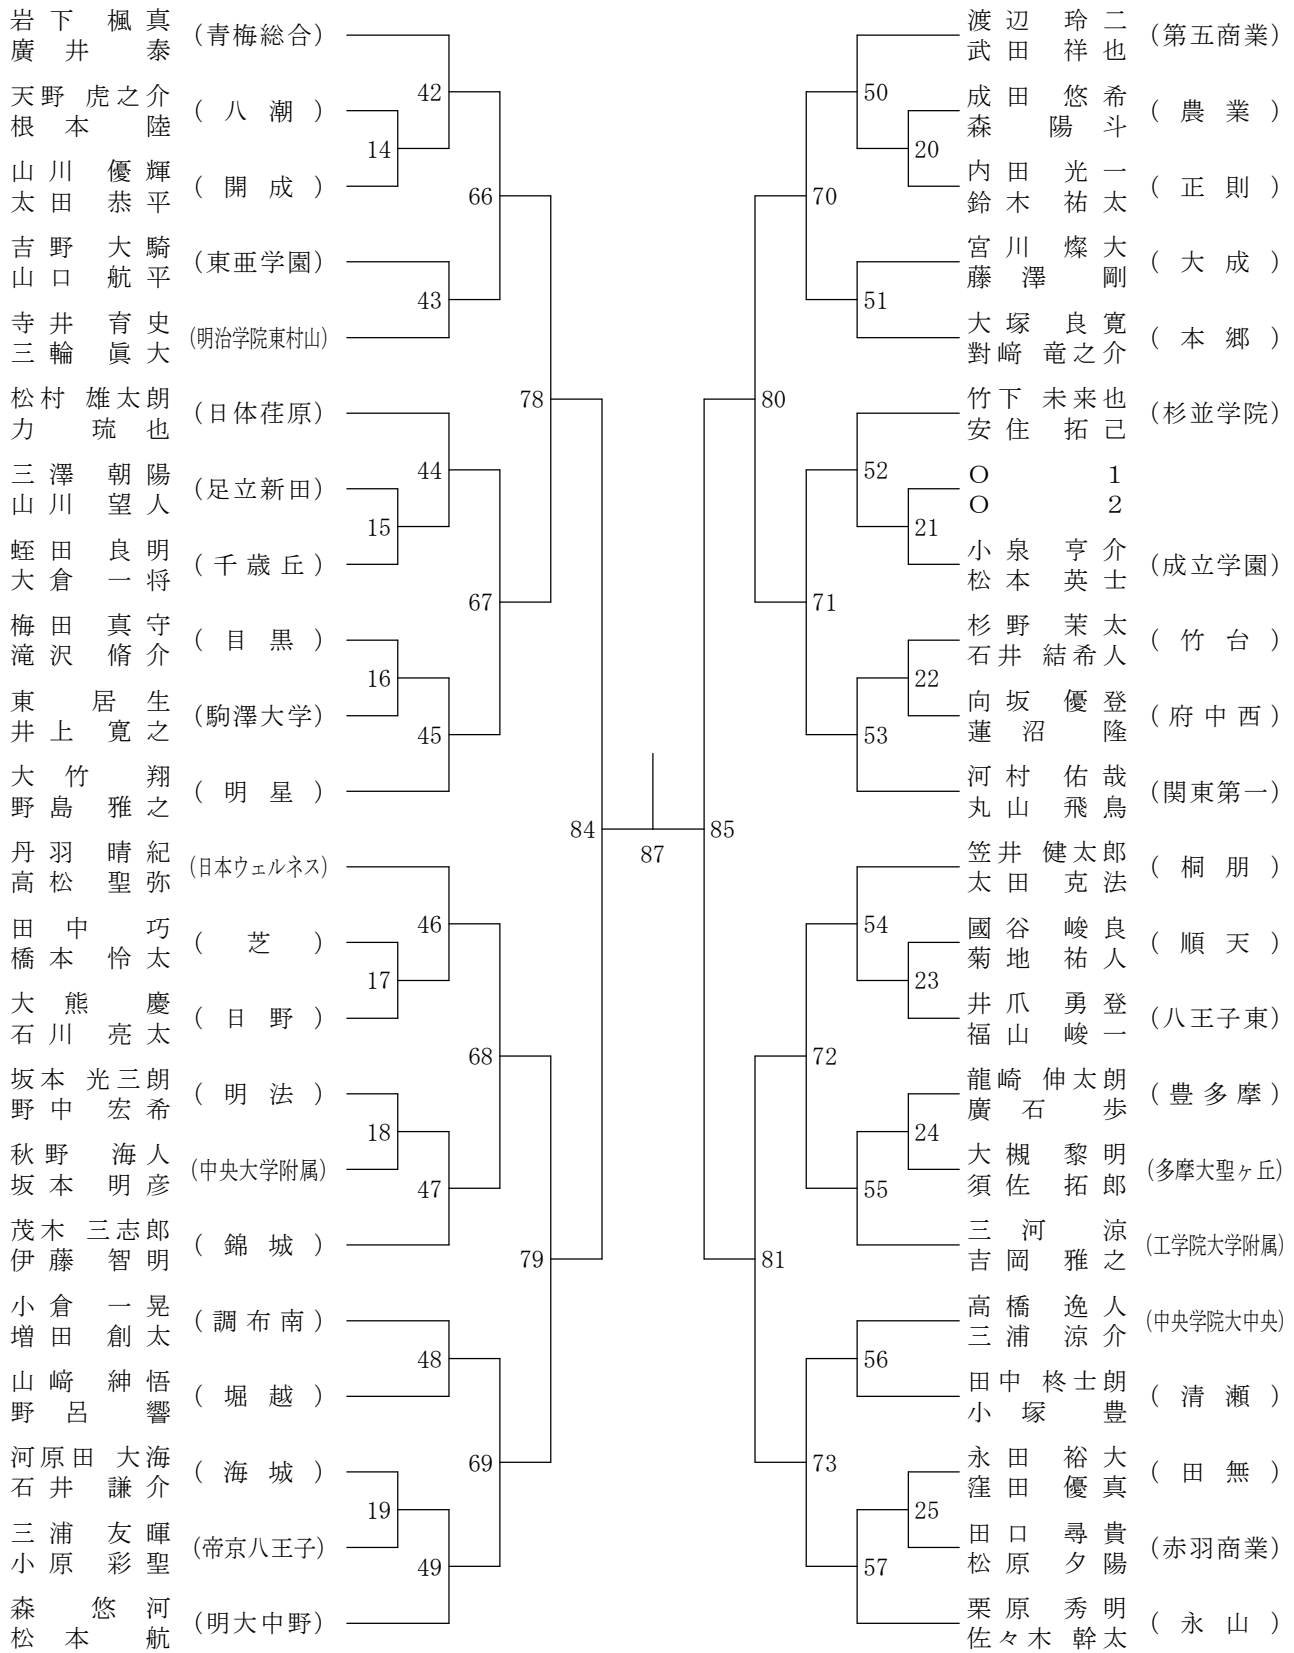 岩下 楓真
廣井 泰
(青梅総合)
天野 虎之介
根本 陸
(八潮)
山川 優輝
太田 恭平
(開成)
吉野 大騎
山口 航平
(東亜学園)
寺井 育史
三輪 眞大
(明治学院東村山)
松村 雄太朗
力 琉也
(日体荏原)
三澤 朝陽
山川 望人
(足立新田)
蛭田 良明
大倉 一将
(千歳丘)
梅田 真守
滝沢 脩介
(目黒)
東 居生
井上 寛之
(駒澤大学)
大竹 翔
野島 雅之
(明星)
丹羽 晴紀
高松 聖弥
(日本ウェルネス)
田中 巧
橋本 怜太
(芝)
大熊 慶
石川 亮太
(日野)
坂本 光三朗
野中 宏希
(明法)
秋野 海人
坂本 明彦
(中央大学附属)
茂木 三志郎
伊藤 智明
(錦城)
小倉 一晃
増田 創太
(調布南)
山﨑 紳悟
野呂 響
(堀越)
河原田 大海
石井 謙介
(海城)
三浦 友暉
小原 彩聖
(帝京八王子)
森 悠河
松本 航
(明大中野)
14
15
16
17
18
19
42
43
44
45
46
47
48
49
66
67
68
69
78
79
84
87
85
80
81
70
71
72
73
50
51
52
53
54
55
56
57
20
21
22
23
24
25
渡辺 玲二
武田 祥也
(第五商業)
成田 悠希
森 陽斗
(農業)
内田 光一
鈴木 祐太
(正則)
宮川 燦大
藤澤 剛
(大成)
大塚 良寛
對﨑 竜之介
(本郷)
竹下 未来也
安住 拓己
(杉並学院)
O 1
O 2
小泉 亨介
松本 英士
(成立学園)
杉野 茉太
石井 結希人
(竹台)
向坂 優登
蓮沼 隆
(府中西)
河村 佑哉
丸山 飛鳥
(関東第一)
笠井 健太郎
太田 克法
(桐朋)
國谷 峻良
菊地 祐人
(順天)
井爪 勇登
福山 峻一
(八王子東)
龍崎 伸太朗
廣石 歩
(豊多摩)
大槻 黎明
須佐 拓郎
(多摩大聖ヶ丘)
三河 涼
吉岡 雅之
(工学院大学附属)
高橋 逸人
三浦 涼介
(中央学院大中央)
田中 柊士朗
小塚 豊
(清瀬)
永田 裕大
窪田 優真
(田無)
田口 尋貴
松原 夕陽
(赤羽商業)
栗原 秀明
佐々木 幹太
(永山)